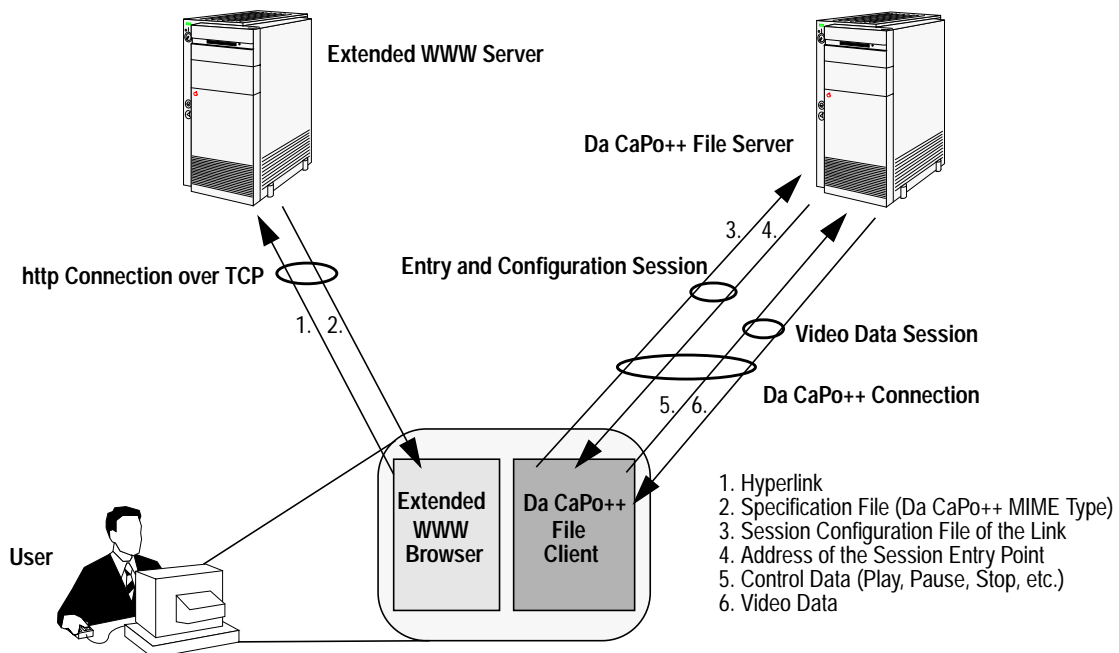 Extended WWW Server
Da CaPo++ File Server
3.
4.
Entry and Configuration Session
http Connection over TCP
1.
2.
Video Data Session
Da CaPo++ Connection
5.
6.
Extended
WWW
Browser
Da CaPo++
File
Client
User
1. Hyperlink
2. Specification File (Da CaPo++ MIME Type)
3. Session Configuration File of the Link
4. Address of the Session Entry Point
5. Control Data (Play, Pause, Stop, etc.)
6. Video Data